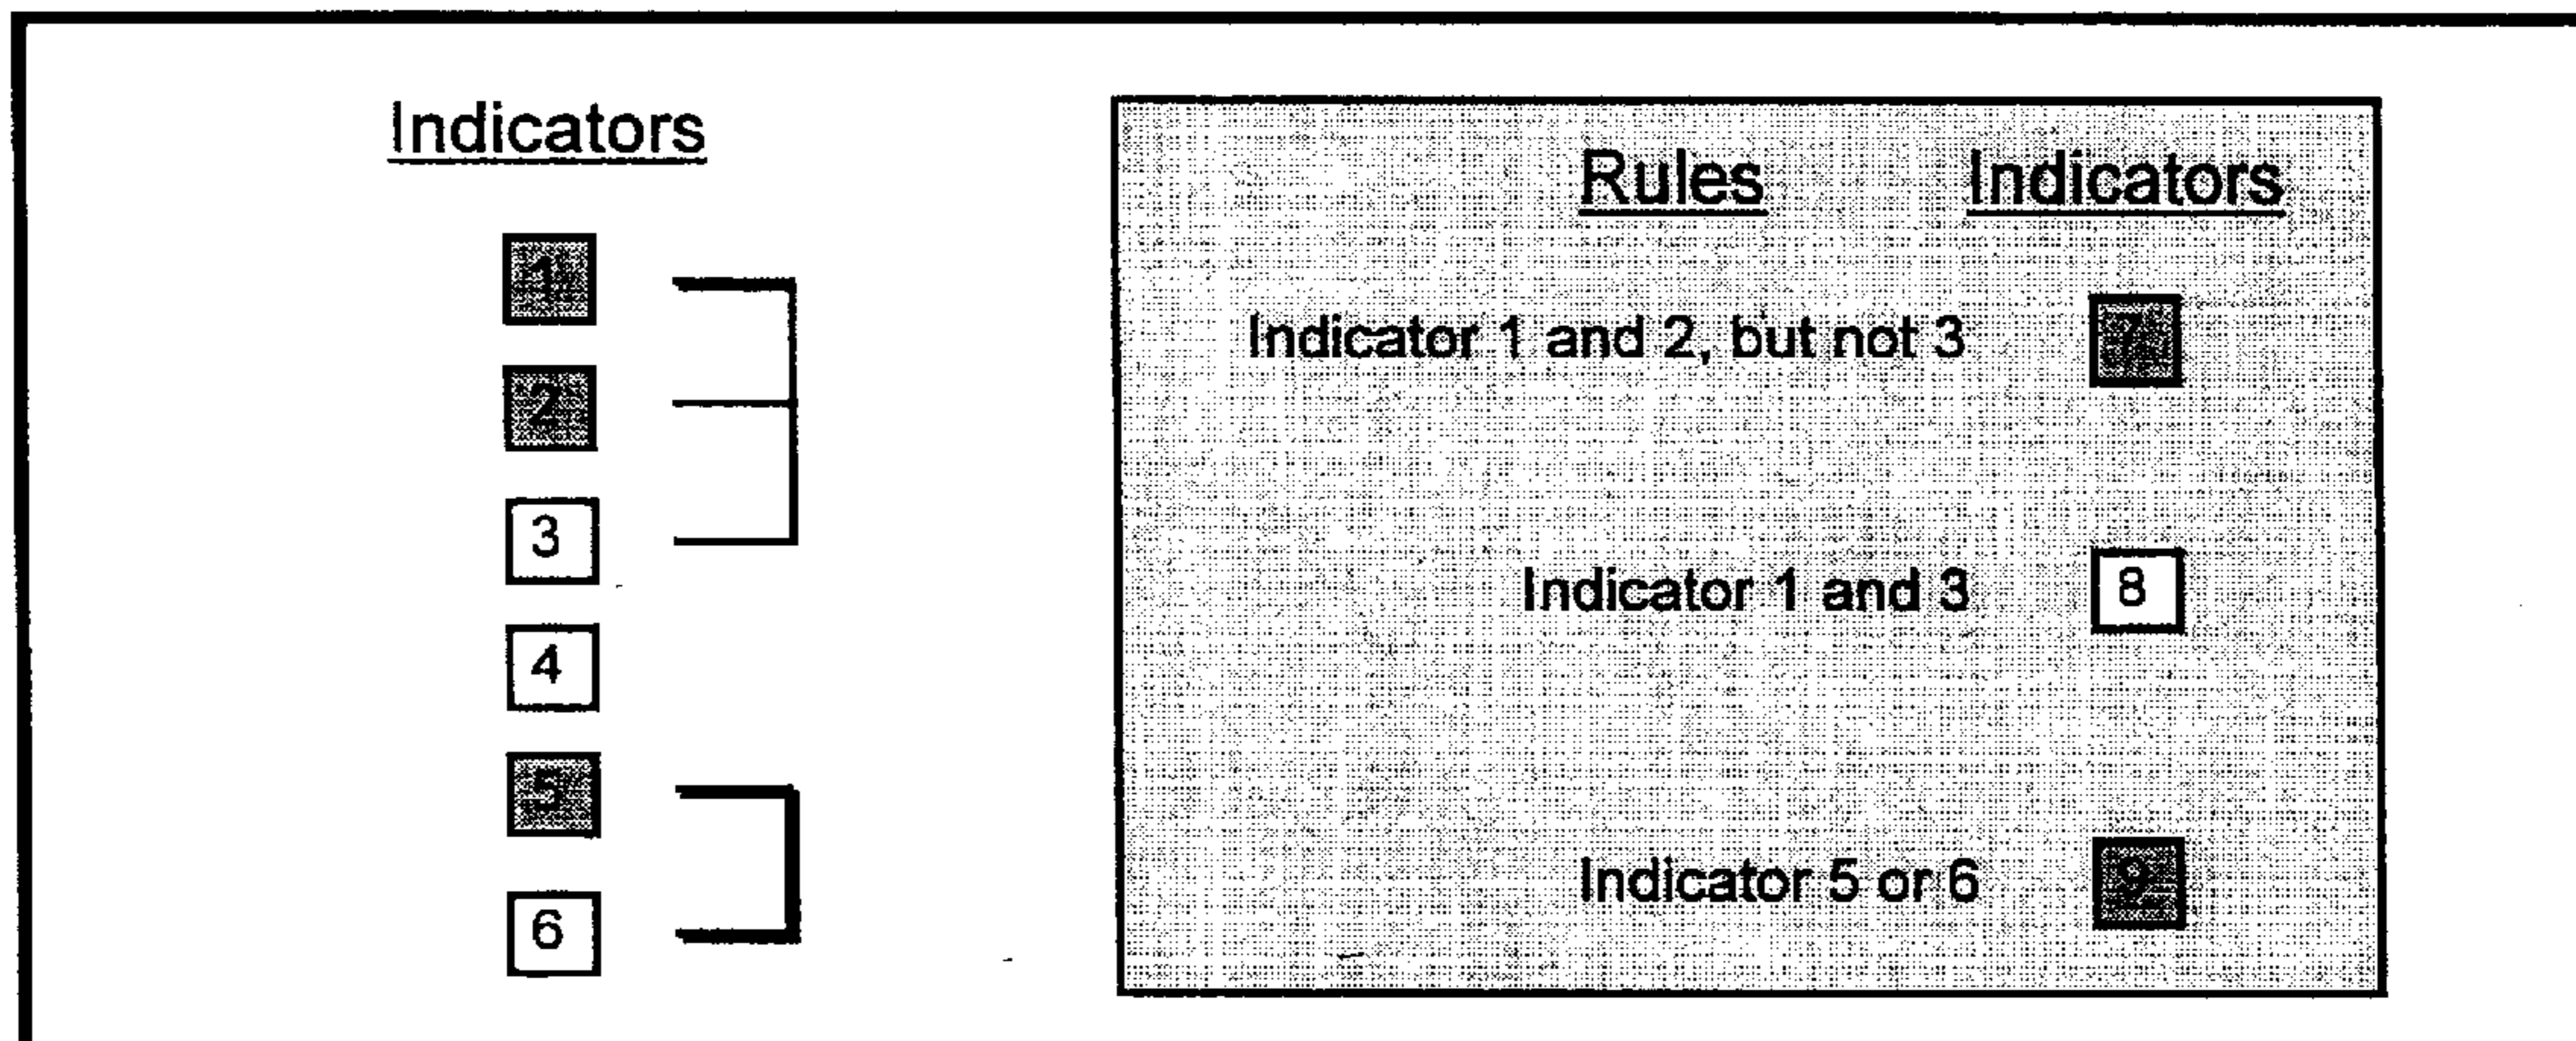 Indicators
1
2
3
4
5
6
Rules Indicators
Indicator 1 and 2, but not 3 7
Indicator 1 and 3 8
Indicator 5 or 6 9